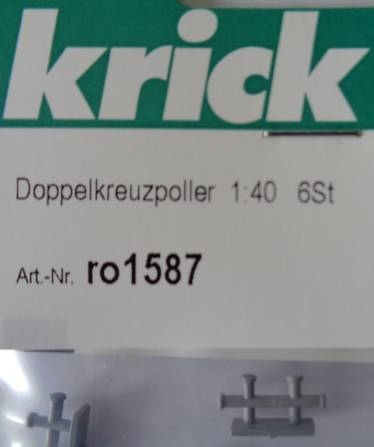 krick
Doppelkreuzpoller 1:40 6St
Art.-Nr. ro1587